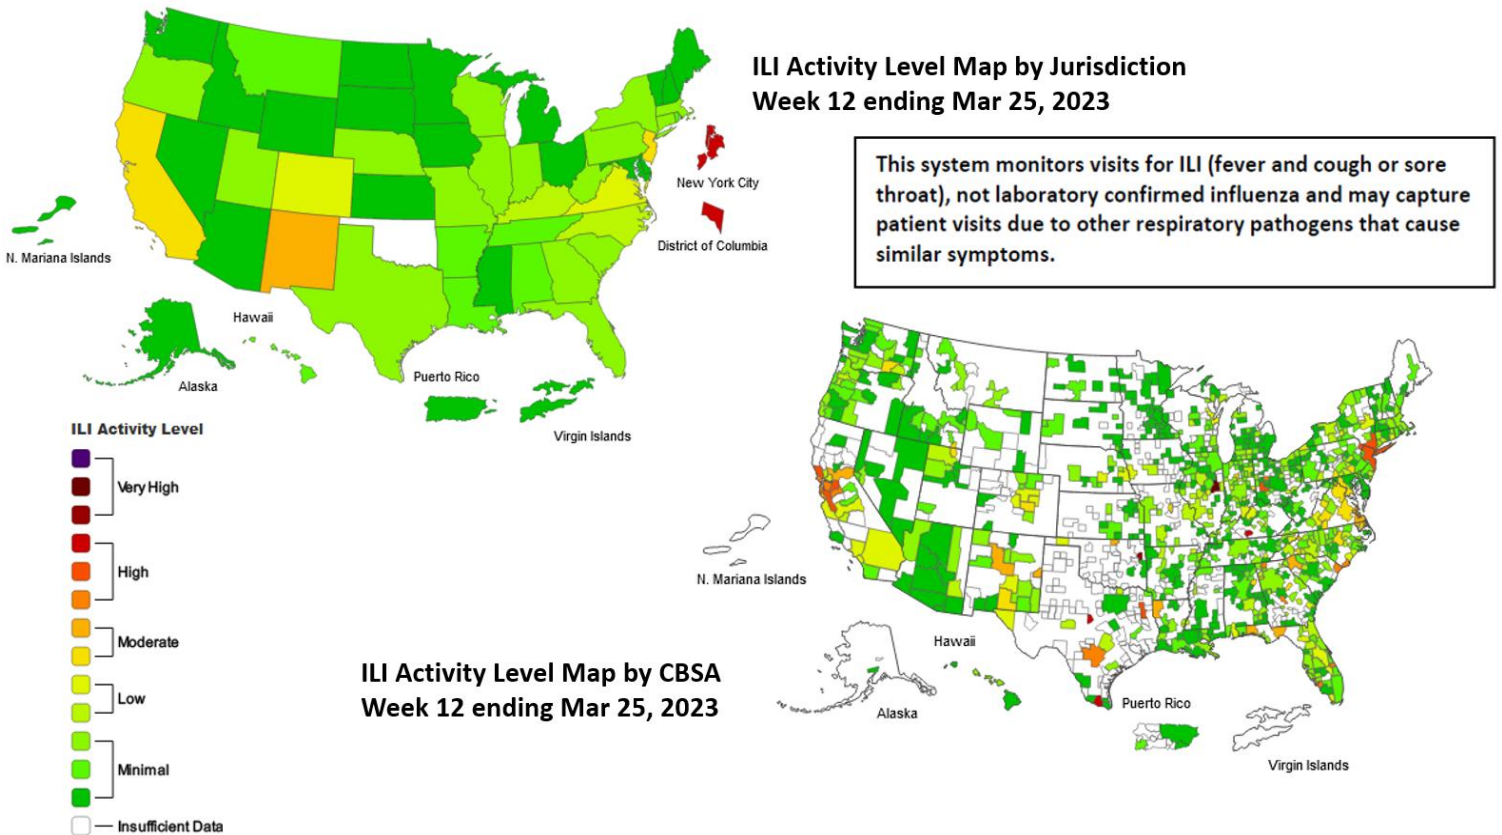 ILI Activity Level Map by Jurisdiction
Week 12 ending Mar 25, 2023
This system monitors visits for ILI (fever and cough or sore
throat), not laboratory confirmed influenza and may capture
patient visits due to other respiratory pathogens that cause
similar symptoms.
New York City
District of Columbia
N. Mariana Islands
Hawaii
Alaska
Puerto Rico
Virgin Islands
ILI Activity Level
Very High
High
Moderate
Low
Minimal
Insufficient Data
ILI Activity Level Map by CBSA
Week 12 ending Mar 25, 2023
N. Mariana Islands
Hawaii
Alaska
Puerto Rico
Virgin Islands